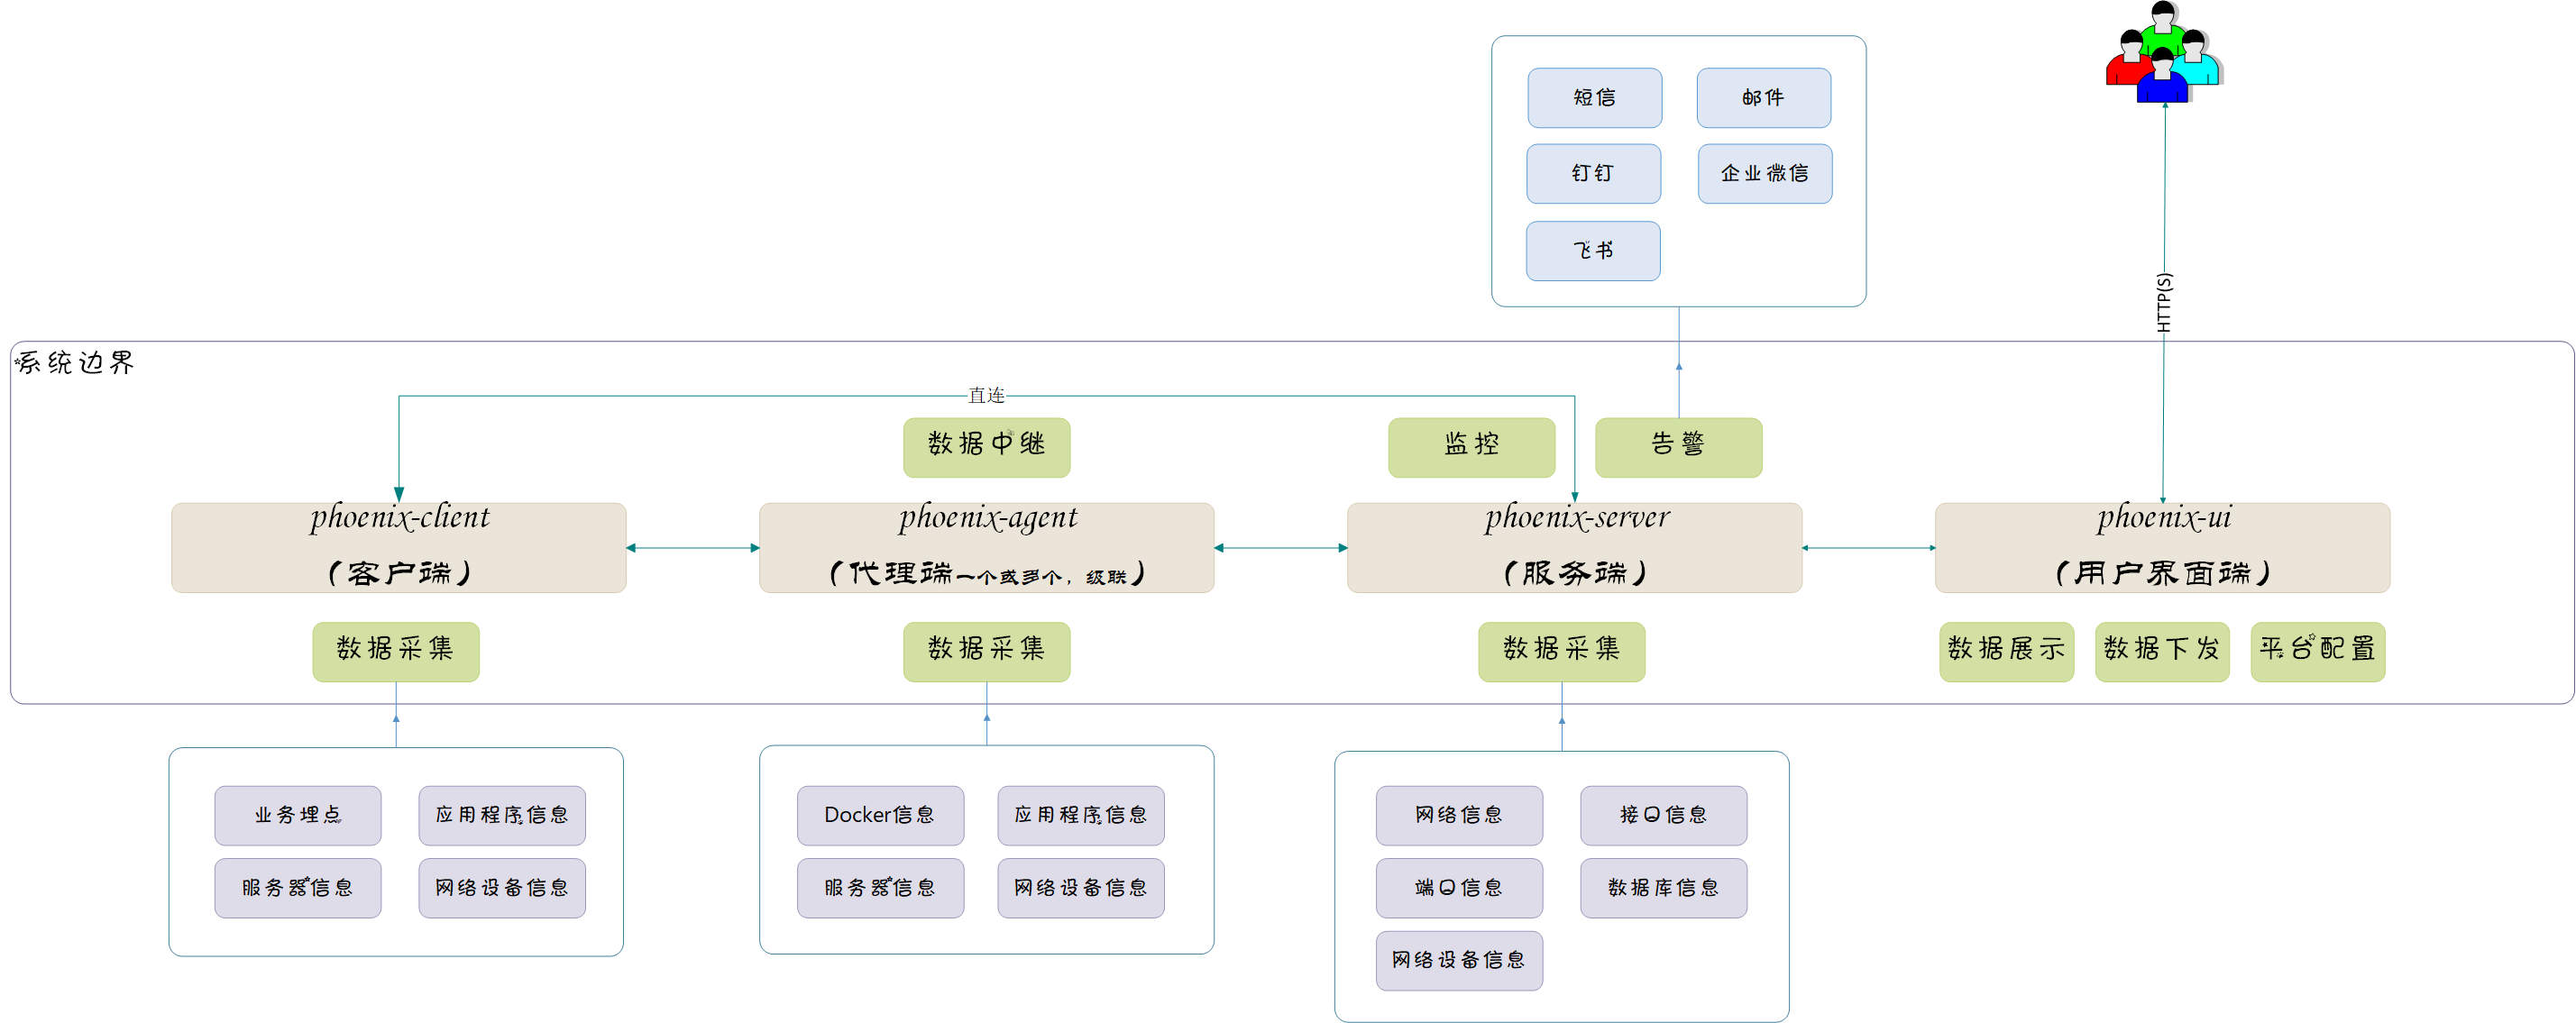 短信
邮件
钉钉
企业微信
飞书
HTTP(S)
系统边界
直连
数据中继
监控
告警
phoenix-client
(客户端)
phoenix-agent
(代理端一个或多个，级联)
phoenix-server
(服务端)
phoenix-ui
(用户界面端)
数据采集
数据采集
数据采集
数据展示
数据下发
平台配置
业务埋点
应用程序信息
服务器信息
网络设备信息
Docker信息
应用程序信息
服务器信息
网络设备信息
网络信息
接口信息
端口信息
数据库信息
网络设备信息